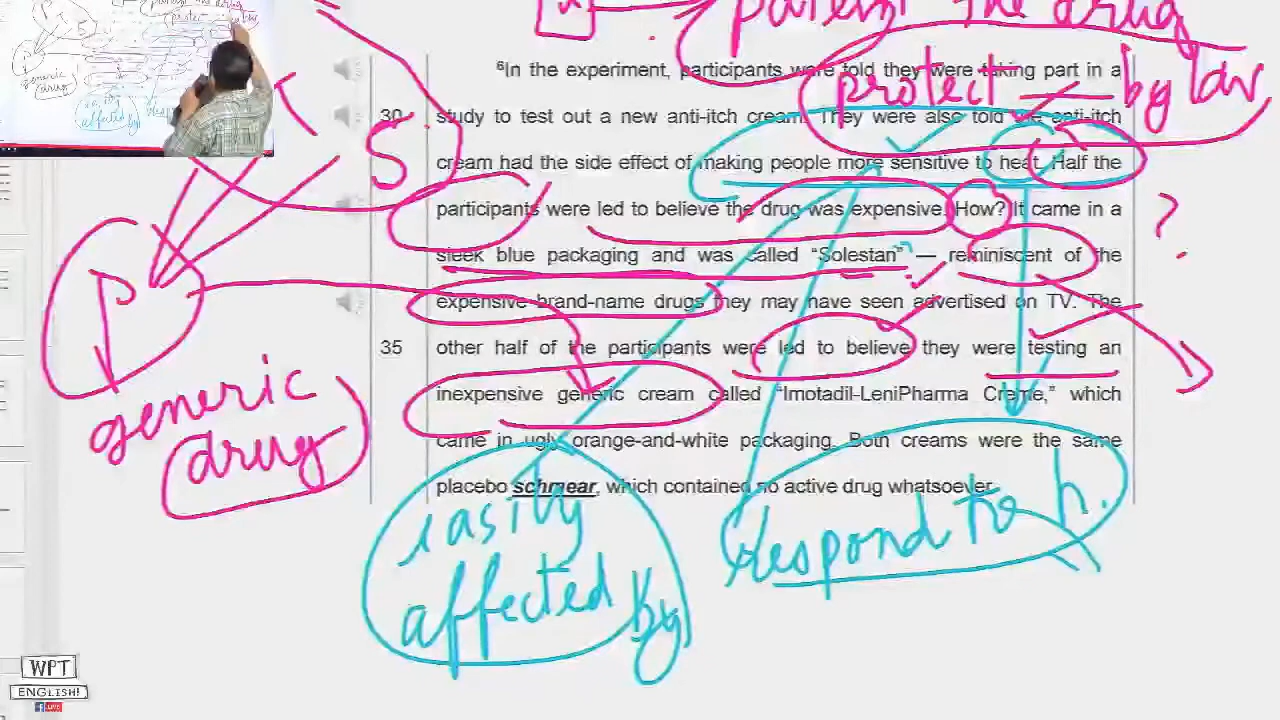 patent the drug
protect by law
⁶In the experiment, participants were told they were taking part in a
30 study to test out a new anti-itch cream. They were also told the anti-itch
cream had the side effect of making people more sensitive to heat. Half the
participants were led to believe the drug was expensive. How? It came in a
sleek blue packaging and was called “Solestan” — reminiscent of the
expensive brand-name drugs they may have seen advertised on TV. The
35 other half of the participants were led to believe they were testing an
inexpensive generic cream called “Imotadil-LeniPharma Creme,” which
came in ugly orange-and-white packaging. Both creams were the same
placebo schmear, which contained no active drug whatsoever.
S
?
P
generic
drug
easily
affected by
respond to h.
generic
drug
WPT
ENGLISH!
LIVE